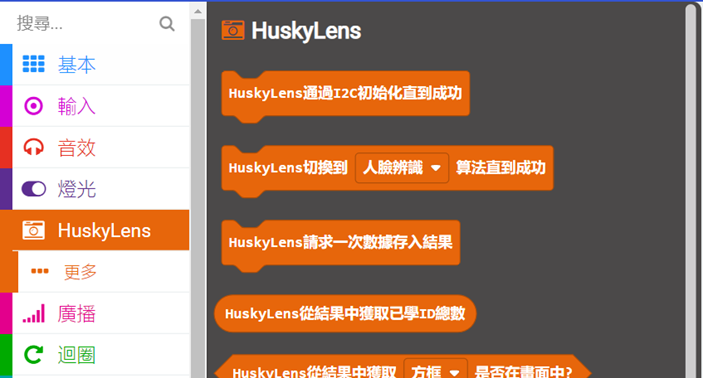 搜尋...
基本
輸入
音效
燈光
HuskyLens
更多
廣播
迴圈
HuskyLens
HuskyLens通過I2C初始化直到成功
HuskyLens切換到 人臉辨識 算法直到成功
HuskyLens請求一次數據存入結果
HuskyLens從結果中獲取已學ID總數
HuskyLens從結果中獲取 方框 是否在畫面中?